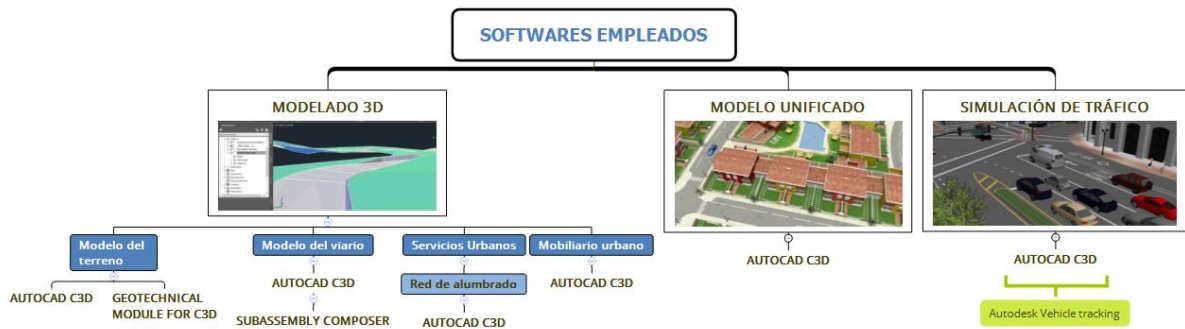 SOFTWARES EMPLEADOS
MODELADO 3D
MODELO UNIFICADO
SIMULACIÓN DE TRÁFICO
Modelo del
terreno
Modelo del viario
Servicios Urbanos
Mobiliario urbano
AUTOCAD C3D
GEOTECHNICAL
MODULE FOR C3D
AUTOCAD C3D
SUBASSEMBLY COMPOSER
Red de alumbrado
AUTOCAD C3D
AUTOCAD C3D
AUTOCAD C3D
AUTOCAD C3D
Autodesk Vehicle tracking